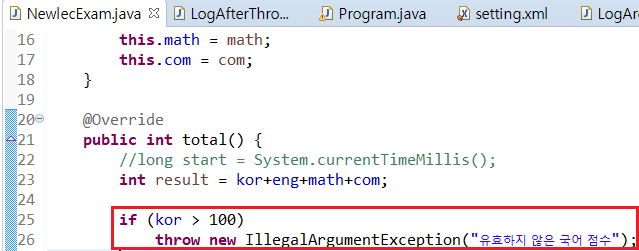 NewlecExam.java LogAfterThro... Program.java setting.xml LogAr
16 this.math = math;
17 this.com = com;
18 }
19
20 @Override
21 public int total() {
22 //long start = System.currentTimeMillis();
23 int result = kor+eng+math+com;
24
25 if (kor > 100)
26 throw new IllegalArgumentException("유효하지 않은 국어 점수");